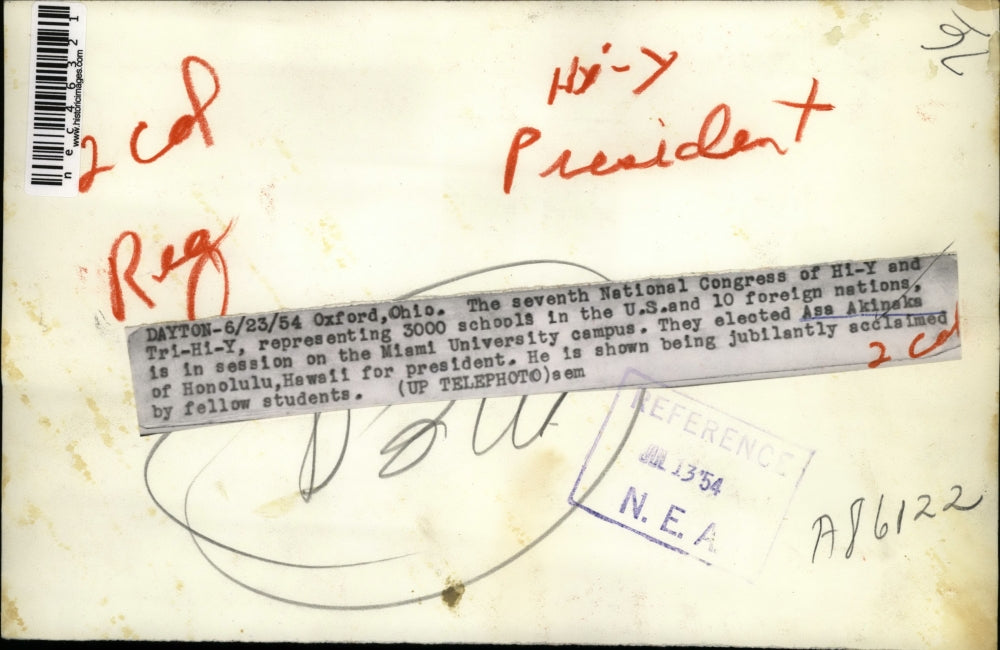 www.historicimages.com
nec46321
2 col
Hi-Y
President
Reg
DAYTON-6/23/54 Oxford,Ohio. The seventh National Congress of Hi-Y and
Tri-Hi-Y, representing 3000 schools in the U.S.and 10 foreign nations,
is in session on the Miami University campus. They elected Asa Akinaka
of Honolulu,Hawaii for president. He is shown being jubilantly acclaimed
by fellow students. (UP TELEPHOTO)aem
2 col
REFERENCE
JUL 13 '54
N. E. A.
A86122